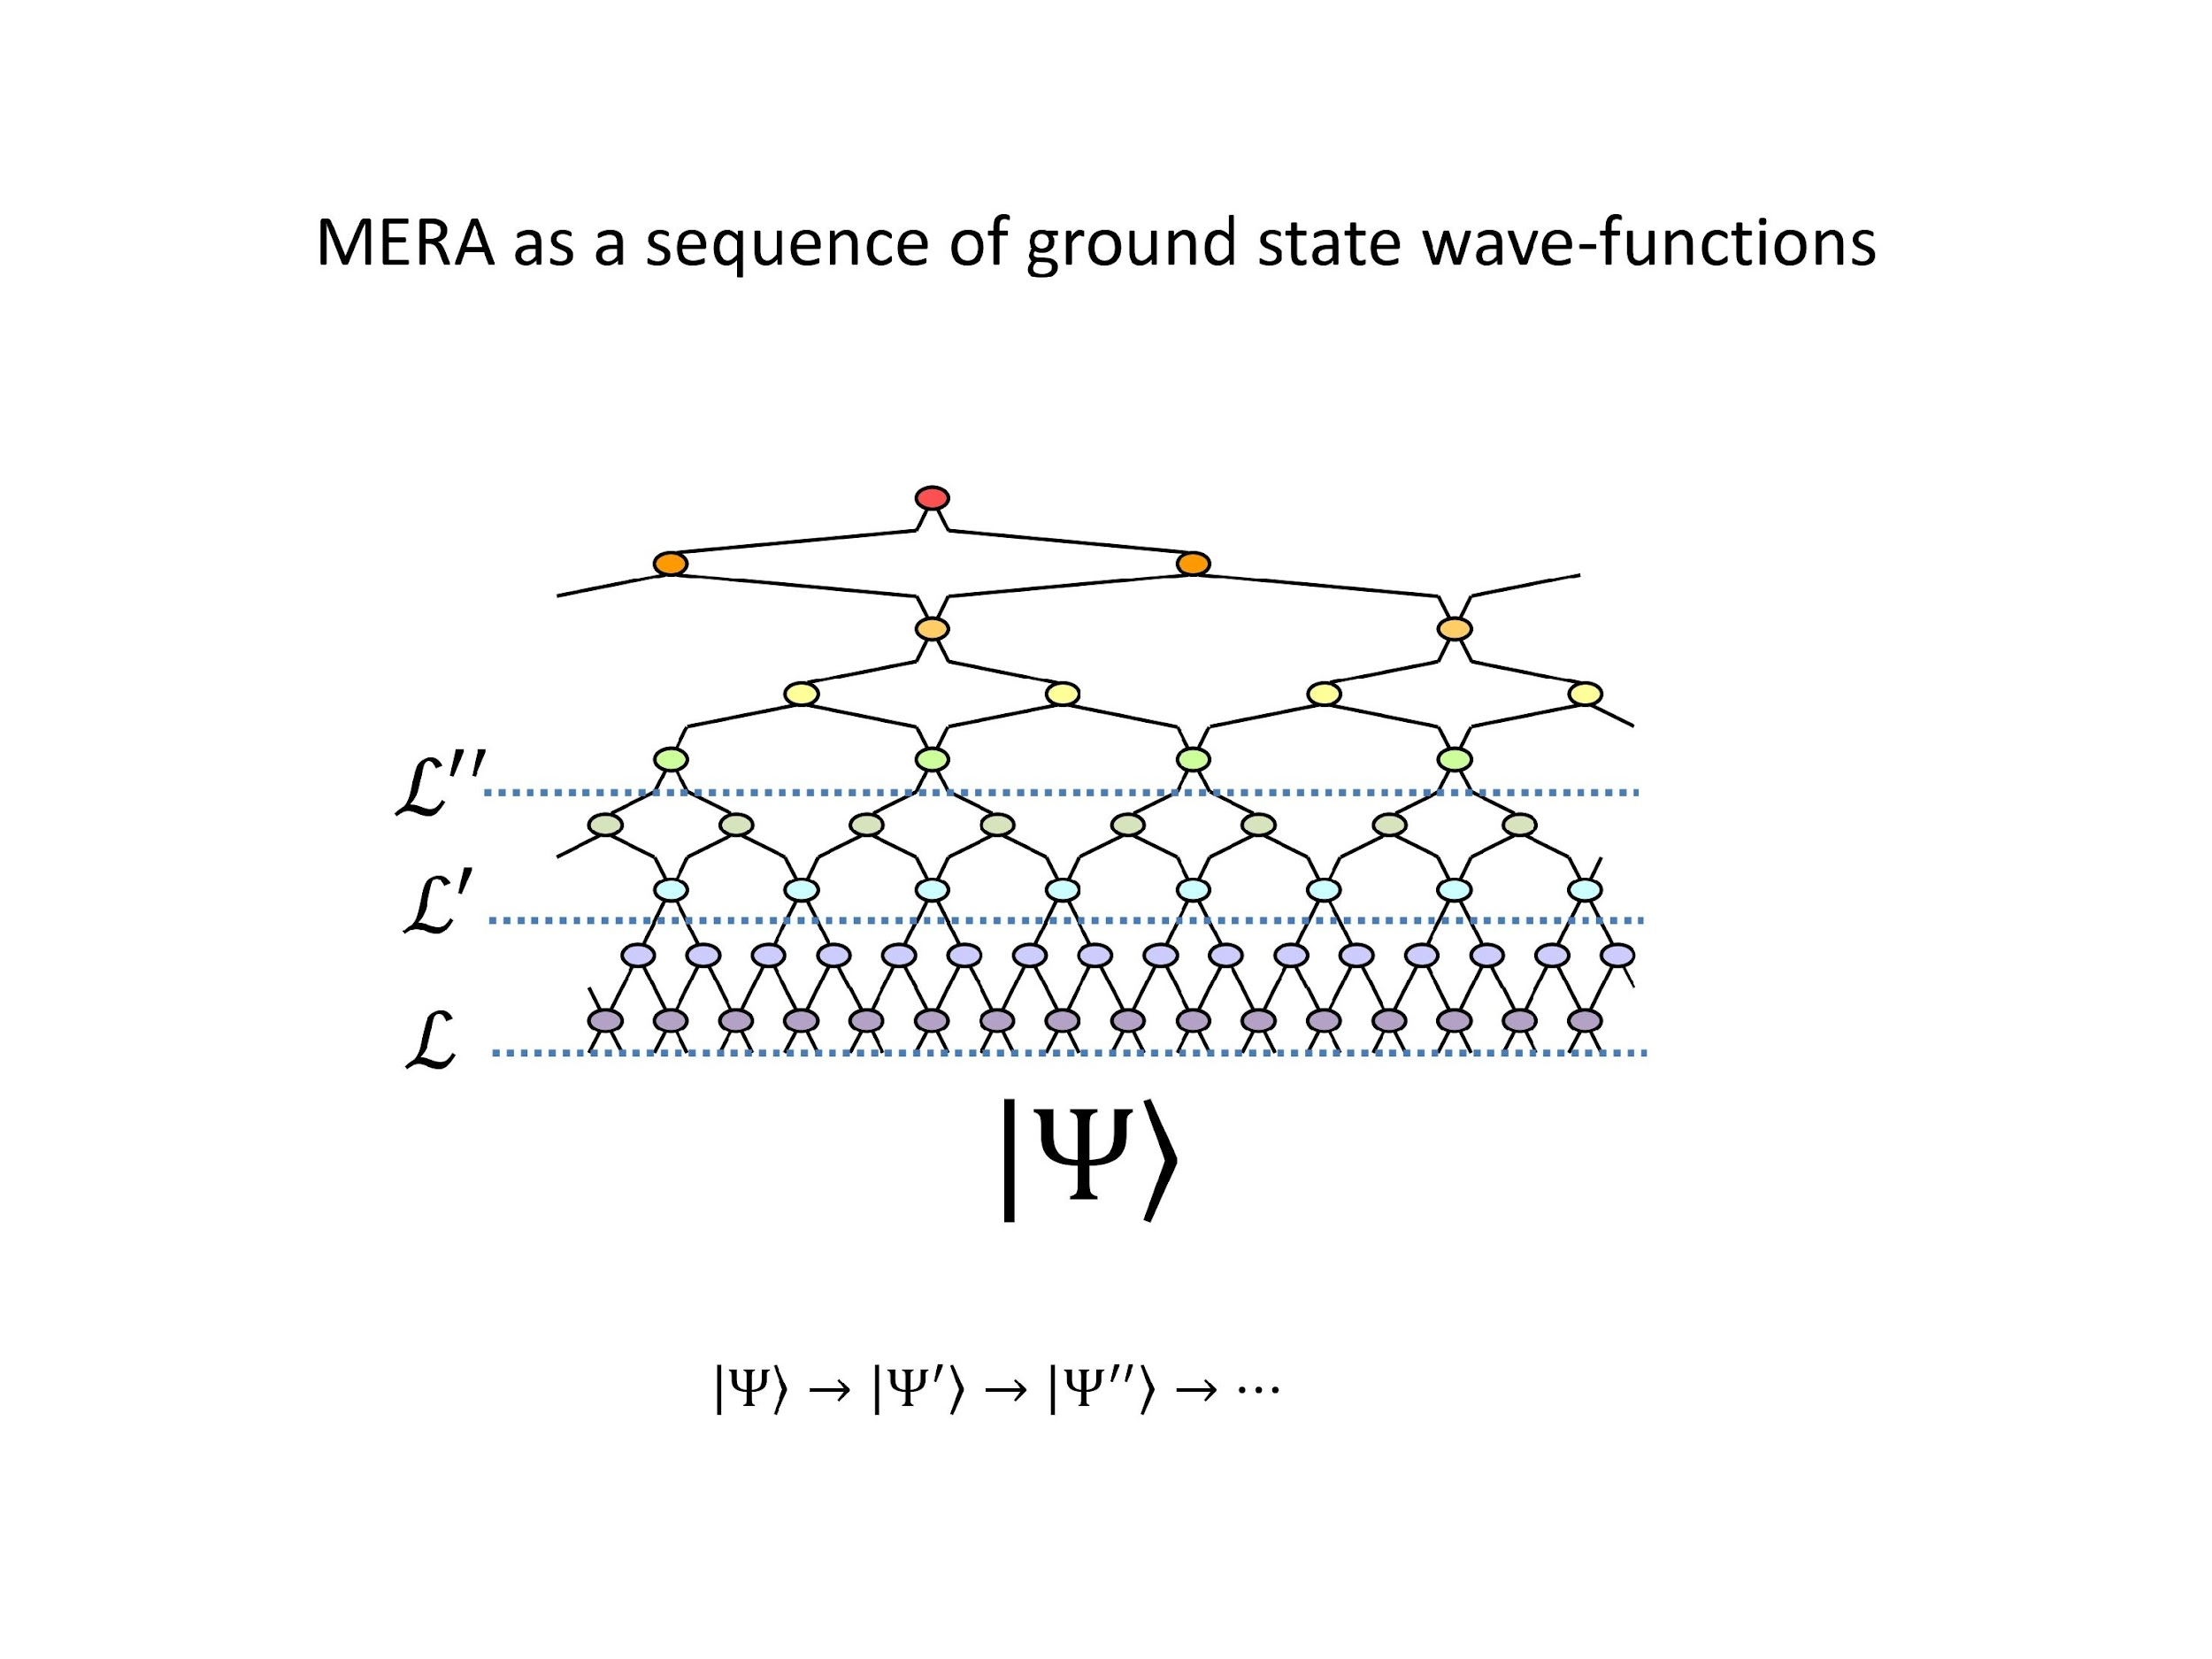 MERA as a sequence of ground state wave-functions
ℒ′′
ℒ′
ℒ
|Ψ⟩
|Ψ⟩ → |Ψ′⟩ → |Ψ′′⟩ → ⋯